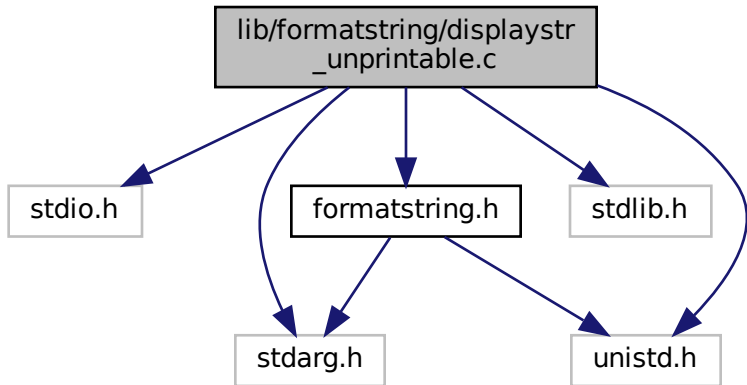 lib/formatstring/displaystr
_unprintable.c
stdio.h
formatstring.h
stdlib.h
stdarg.h
unistd.h